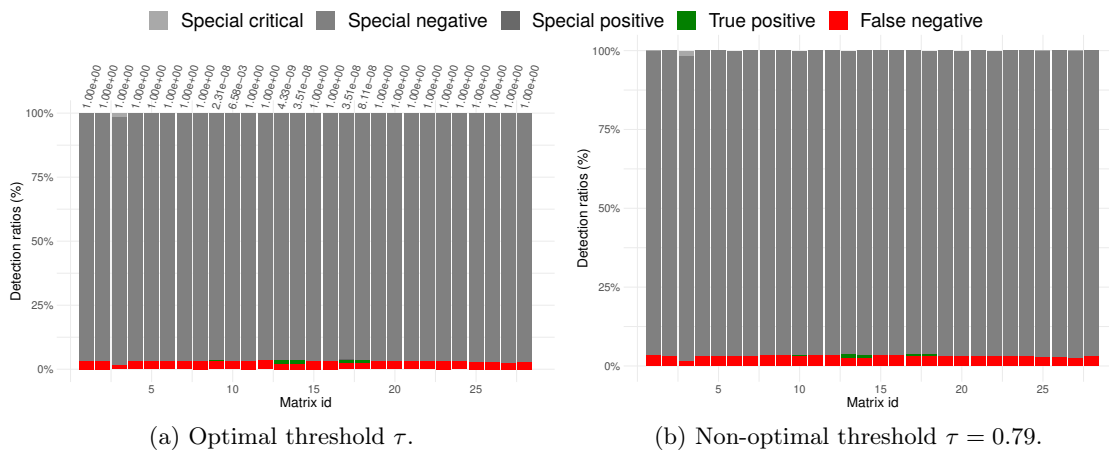 Special critical Special negative Special positive True positive False negative
1.00e+00 1.00e+00 1.00e+00 1.00e+00 1.00e+00 1.00e+00 1.00e+00 1.00e+00 2.31e−08 6.58e−03 1.00e+00 1.00e+00 4.33e−09 3.51e−08 1.00e+00 1.00e+00 3.51e−08 8.11e−08 1.00e+00 1.00e+00 1.00e+00 1.00e+00 1.00e+00 1.00e+00 1.00e+00 1.00e+00 1.00e+00 1.00e+00
Detection ratios (%)
100%
75%
50%
25%
0%
5 10 15 20 25
Matrix id
(a) Optimal threshold τ.
Detection ratios (%)
100%
75%
50%
25%
0%
5 10 15 20 25
Matrix id
(b) Non-optimal threshold τ = 0.79.